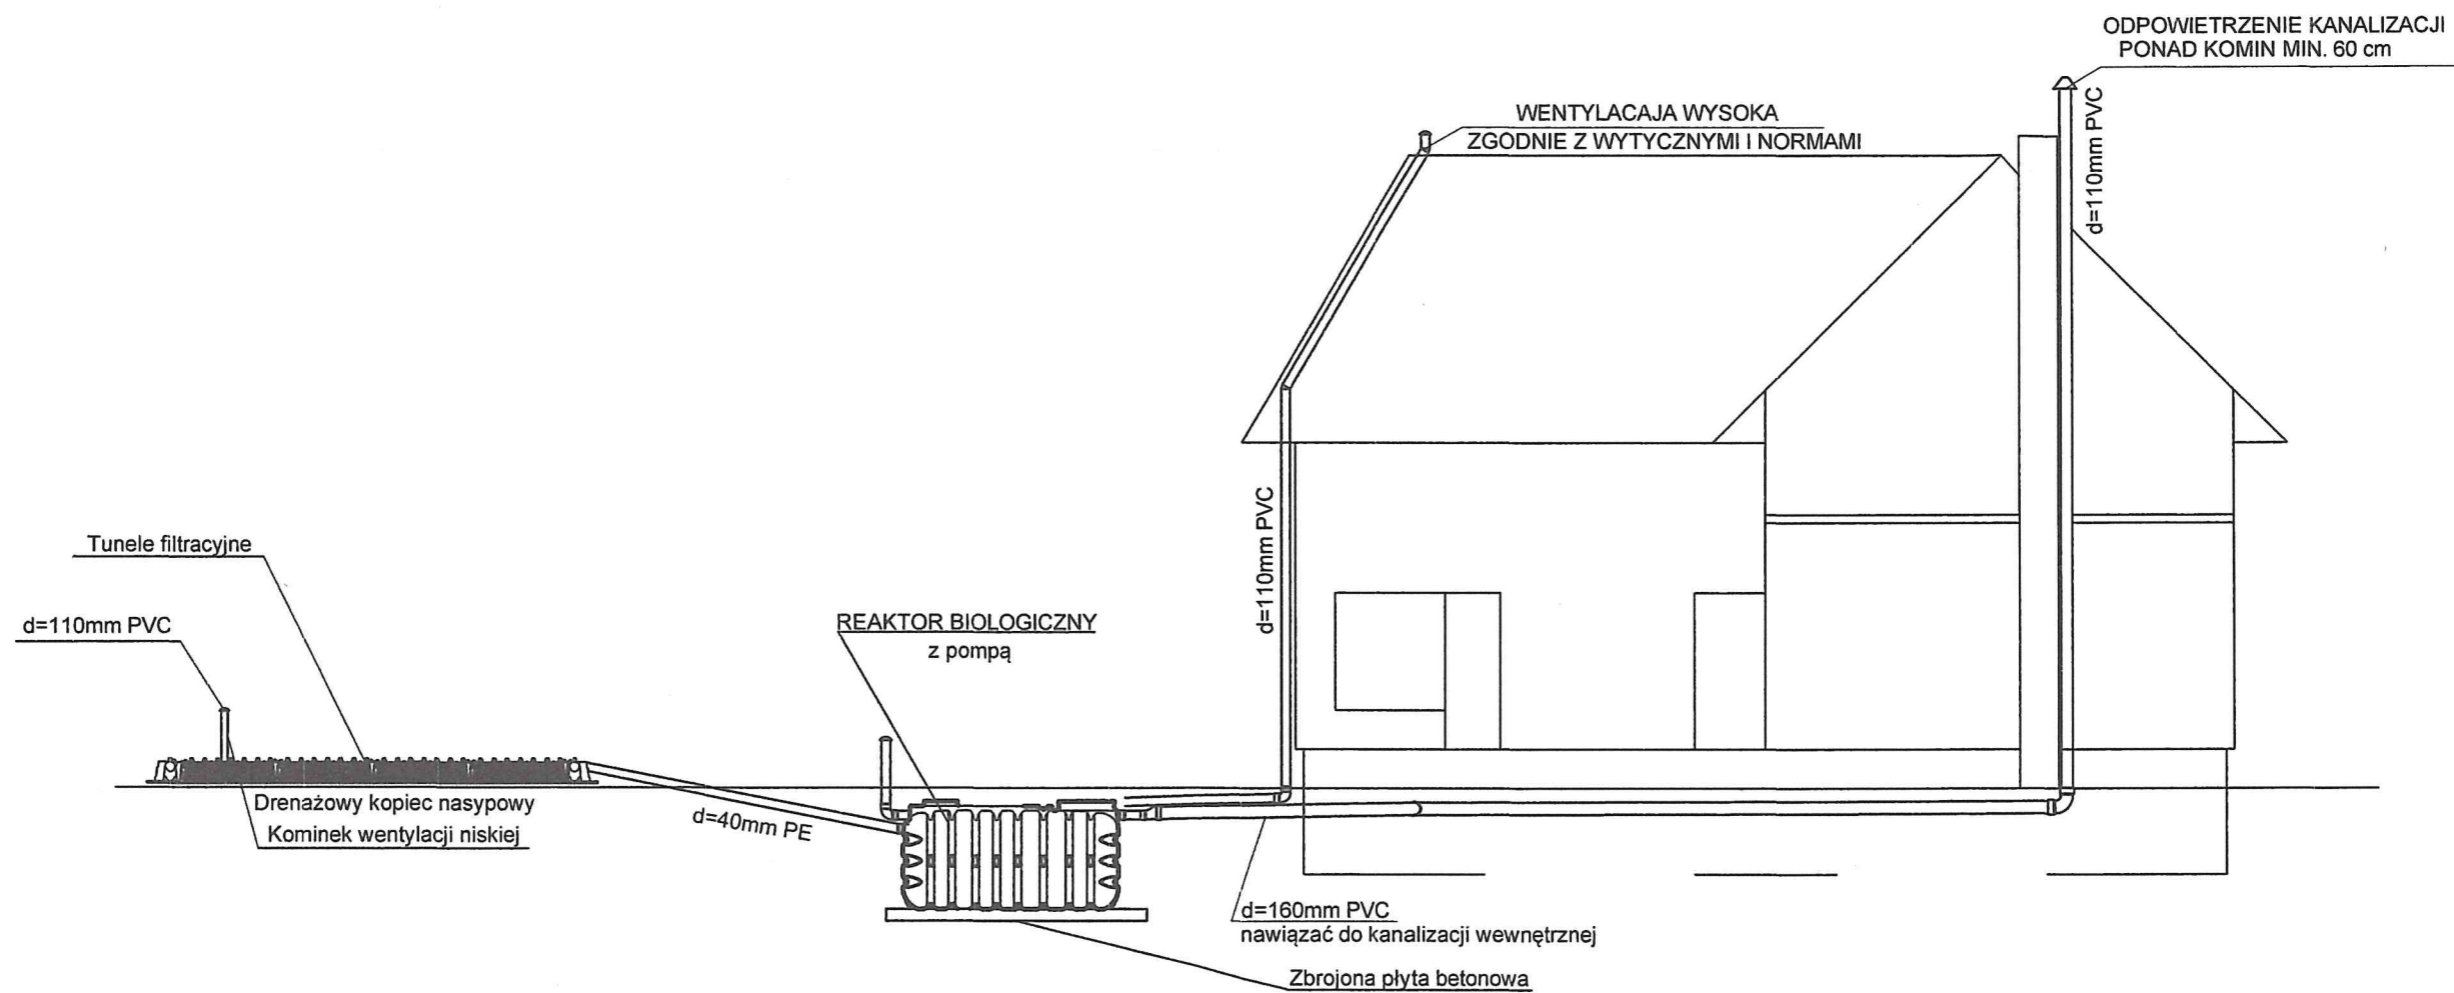 ODPOWIETRZENIE KANALIZACJI
PONAD KOMIN MIN. 60 cm
d=110mm PVC
WENTYLACAJA WYSOKA
ZGODNIE Z WYTYCZNYMI I NORMAMI
d=110mm PVC
Tunele filtracyjne
d=110mm PVC
REAKTOR BIOLOGICZNY
z pompą
Drenażowy kopiec nasypowy
Kominek wentylacji niskiej
d=40mm PE
d=160mm PVC
nawiązać do kanalizacji wewnętrznej
Zbrojona płyta betonowa